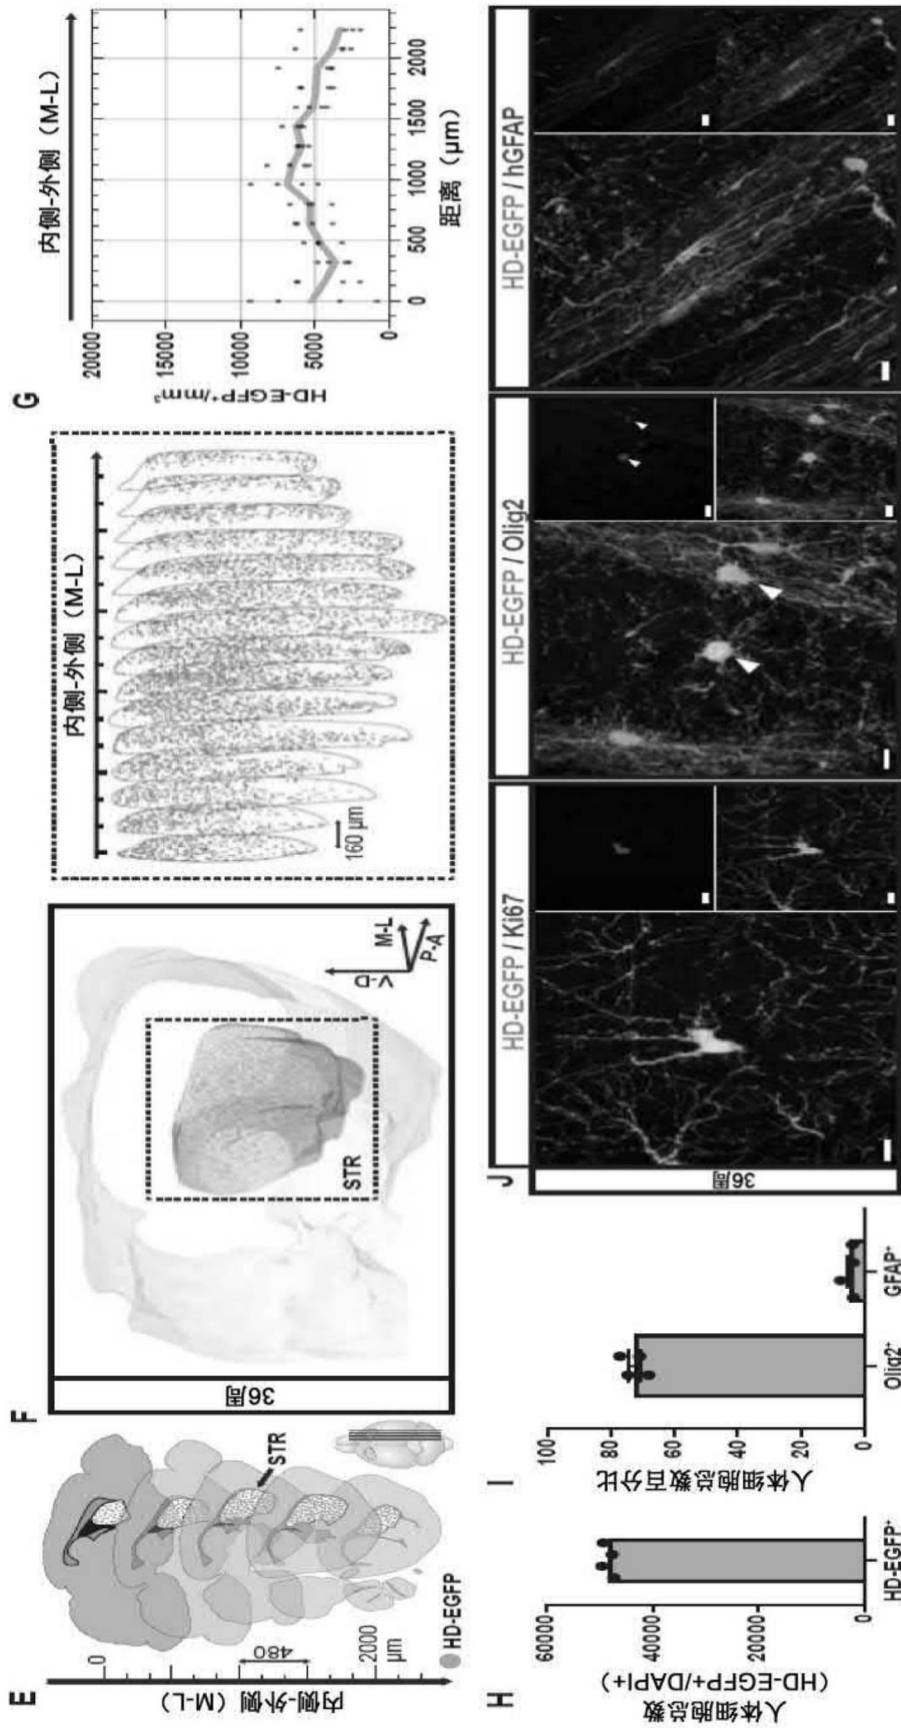 E
内侧-外侧（M-L）
0
480
2000
μm
STR
HD-EGFP
F
36周
STR
V-D
M-L
P-A
内侧-外侧（M-L）
160 μm
G
内侧-外侧（M-L）
HD-EGFP⁺/mm³
20000
15000
10000
5000
0
0
500
1000
1500
2000
距离（μm）
H
人体细胞总数
(HD-EGFP+/DAPI+)
60000
40000
20000
0
HD-EGFP⁺
I
人体细胞总数百分比
100
80
60
40
20
0
Olig2⁺
GFAP⁺
J
36周
HD-EGFP / Ki67
HD-EGFP / Olig2
HD-EGFP / hGFAP